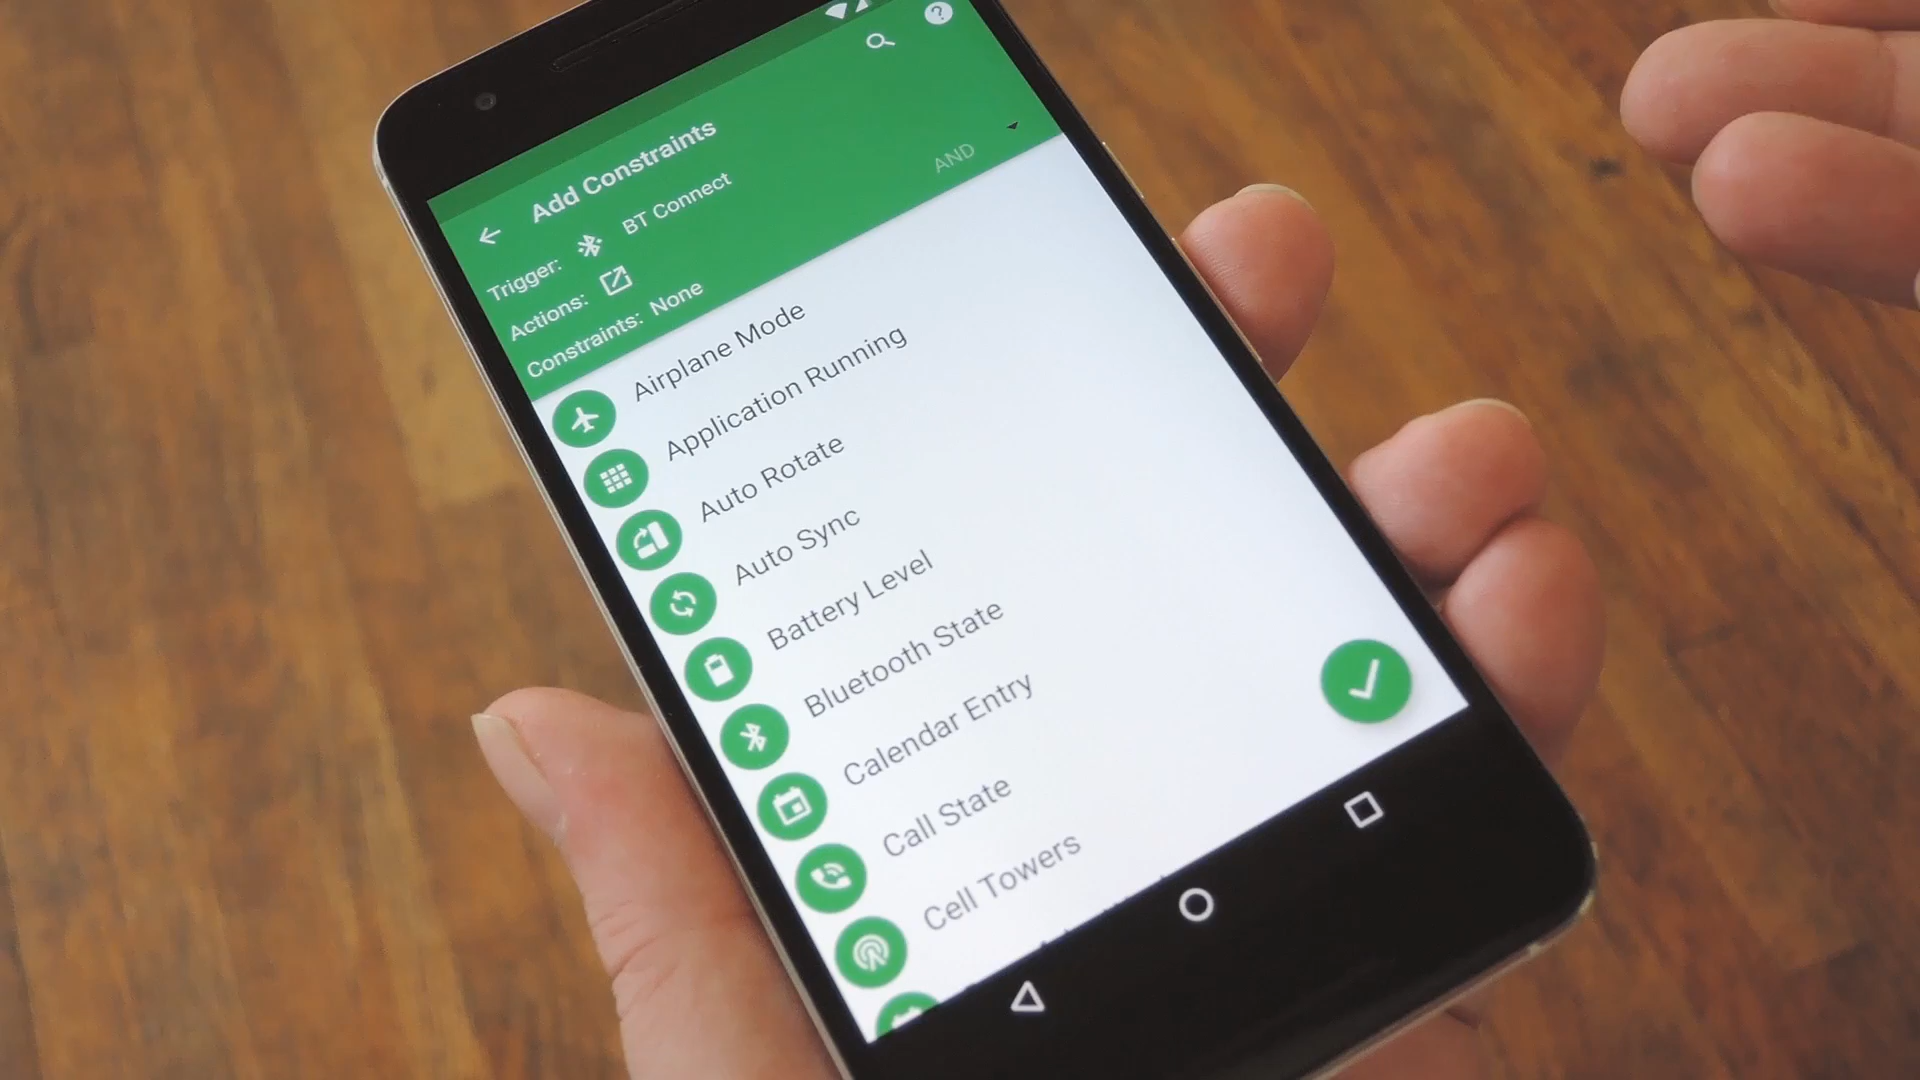 Add Constraints
Trigger: BT Connect
Actions:
Constraints: None
AND
Airplane Mode
Application Running
Auto Rotate
Auto Sync
Battery Level
Bluetooth State
Calendar Entry
Call State
Cell Towers